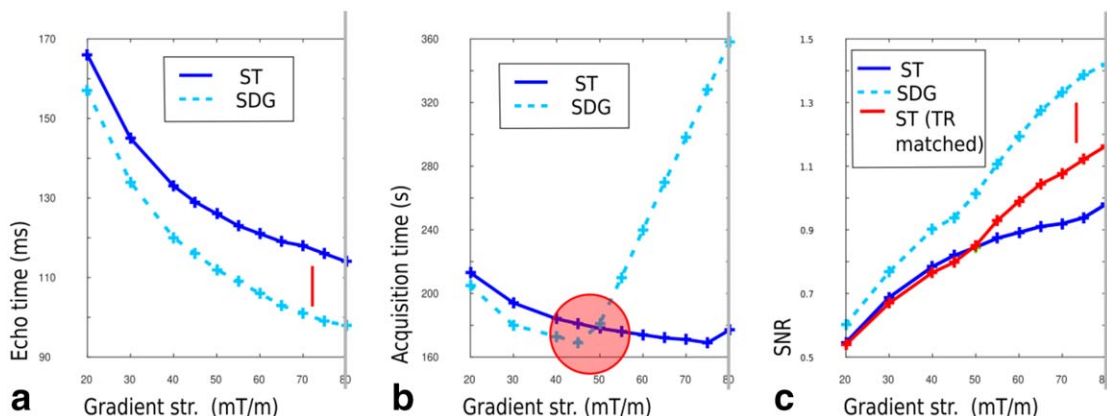 a
Echo time (ms)
170
150
130
110
90
ST
SDG
20 30 40 50 60 70 80
Gradient str. (mT/m)
b
Acquisition time (s)
360
320
280
240
200
160
ST
SDG
20 30 40 50 60 70 80
Gradient str. (mT/m)
c
SNR
1.5
1.3
1.1
0.9
0.7
0.5
ST
SDG
ST (TR
matched)
20 30 40 50 60 70 80
Gradient str. (mT/m)